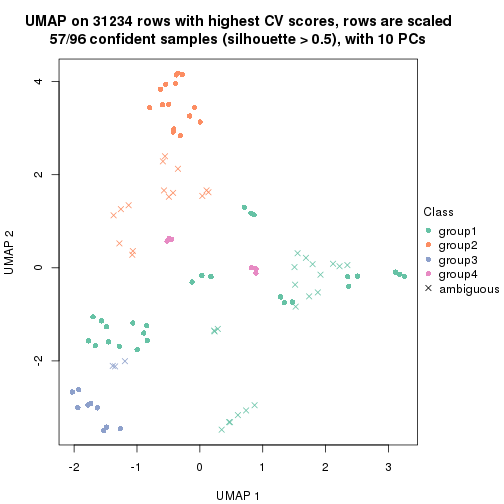 UMAP on 31234 rows with highest CV scores, rows are scaled
57/96 confident samples (silhouette > 0.5), with 10 PCs
4
2
0
-2
UMAP 2
-2
-1
0
1
2
3
UMAP 1
Class
group1
group2
group3
group4
ambiguous